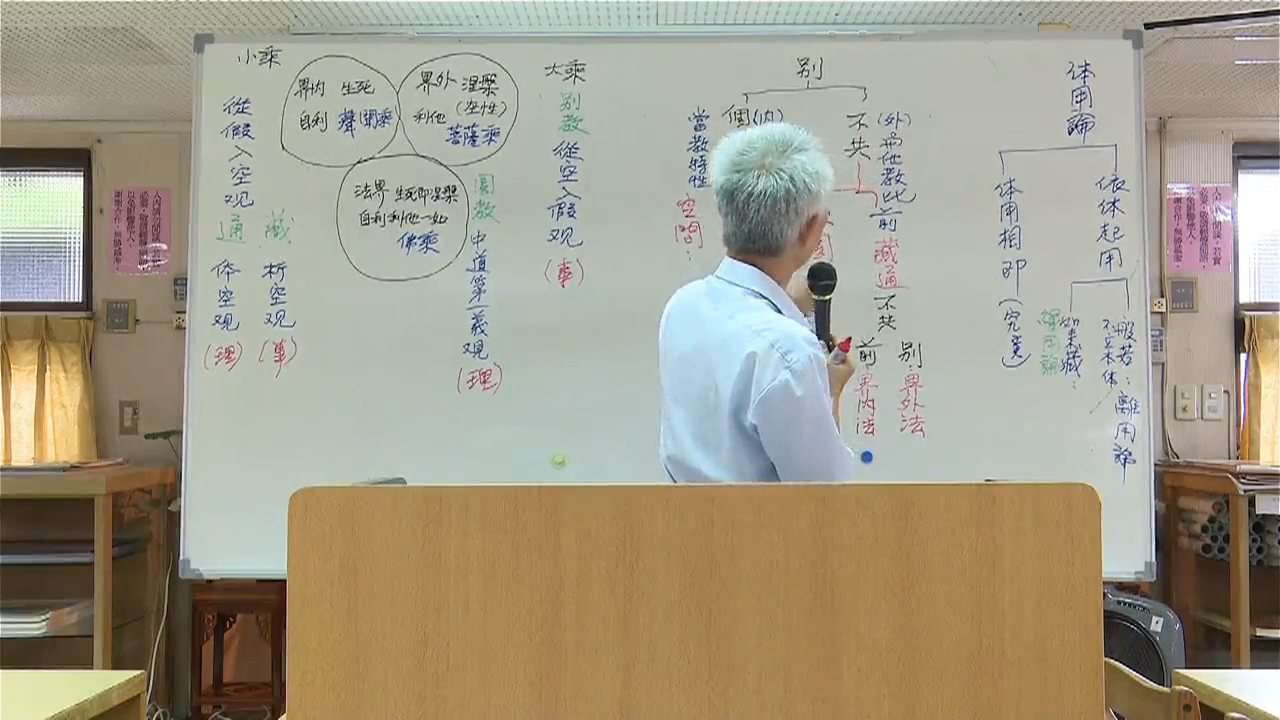 小乘
從假入空观
通 体空观(理)
藏 析空观(事)
界內 生死
自利 聲聞乘
界外 涅槃
(空性)
利他
菩薩乘
法界 生死即涅槃
自利利他一如
佛乘
大乘
別教 從空入假观(事)
圓教 中道第一義观(理)
別
個(內)
當教特性
空間：
不共
(外)
前藏通
不共
別：界外法
前：界內法
体用論
依体起用
体用相即(究竟)
般若：
不立本体
離用論
如來藏：